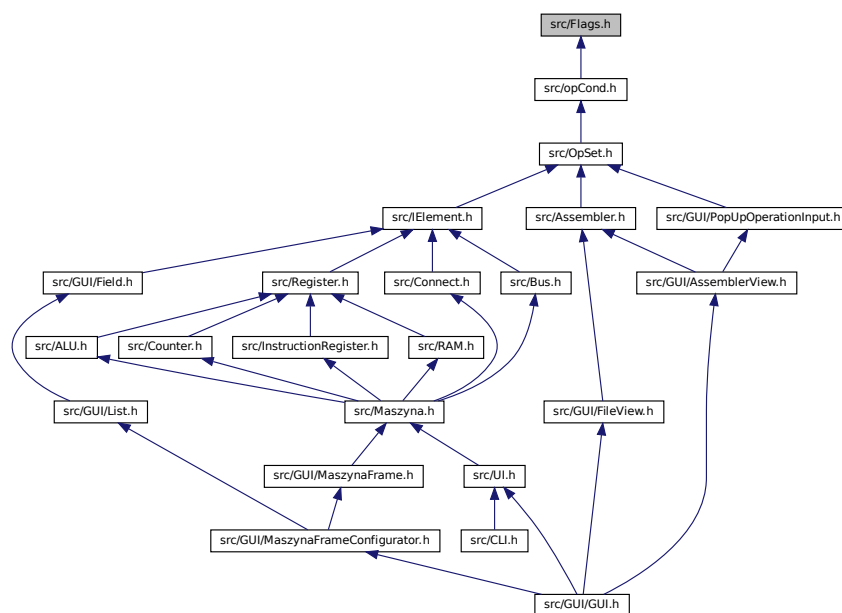 src/Flags.h
src/opCond.h
src/OpSet.h
src/IElement.h
src/Assembler.h
src/GUI/PopUpOperationInput.h
src/GUI/Field.h
src/Register.h
src/Connect.h
src/Bus.h
src/GUI/AssemblerView.h
src/ALU.h
src/Counter.h
src/InstructionRegister.h
src/RAM.h
src/GUI/List.h
src/Maszyna.h
src/GUI/FileView.h
src/GUI/MaszynaFrame.h
src/UI.h
src/GUI/MaszynaFrameConfigurator.h
src/CLI.h
src/GUI/GUI.h